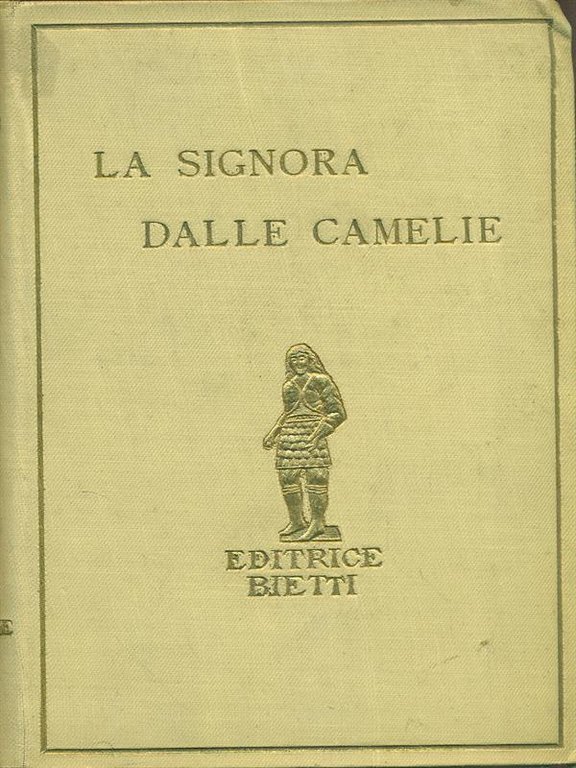 LA SIGNORA
DALLE CAMELIE
EDITRICE
BIETTI
E